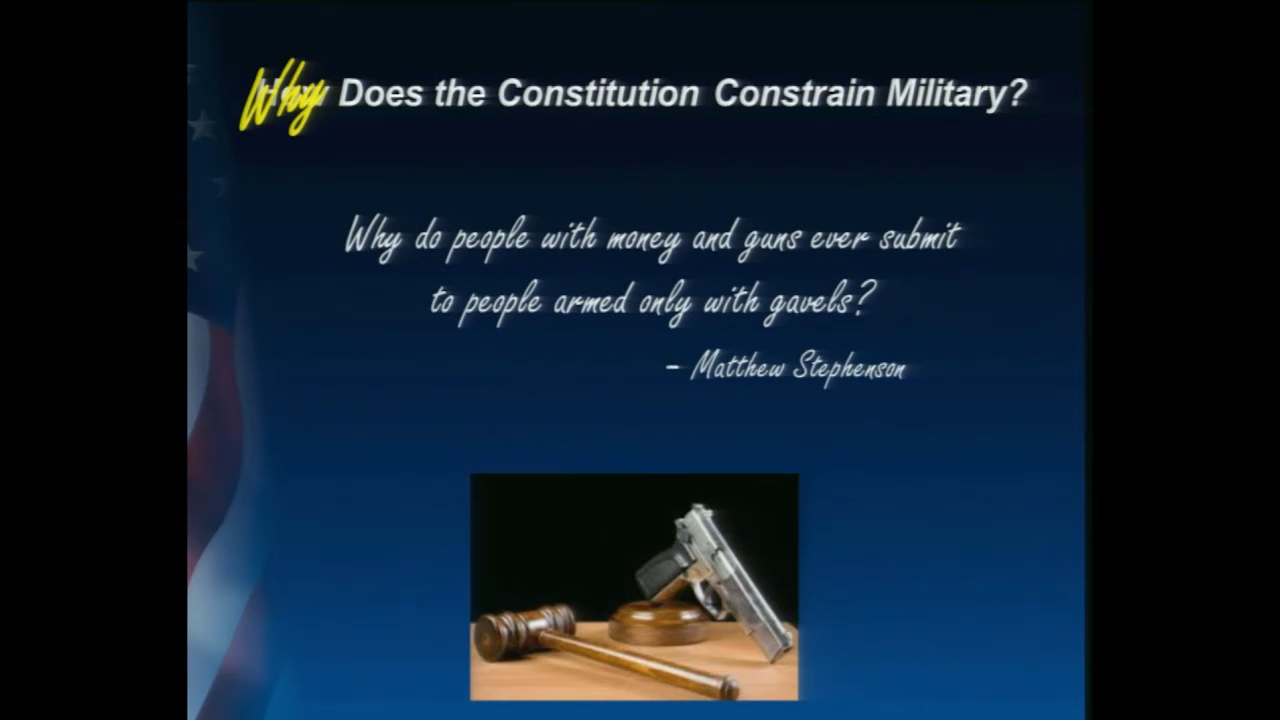 Why Does the Constitution Constrain Military?
Why do people with money and guns ever submit
to people armed only with gavels?
- Matthew Stephenson